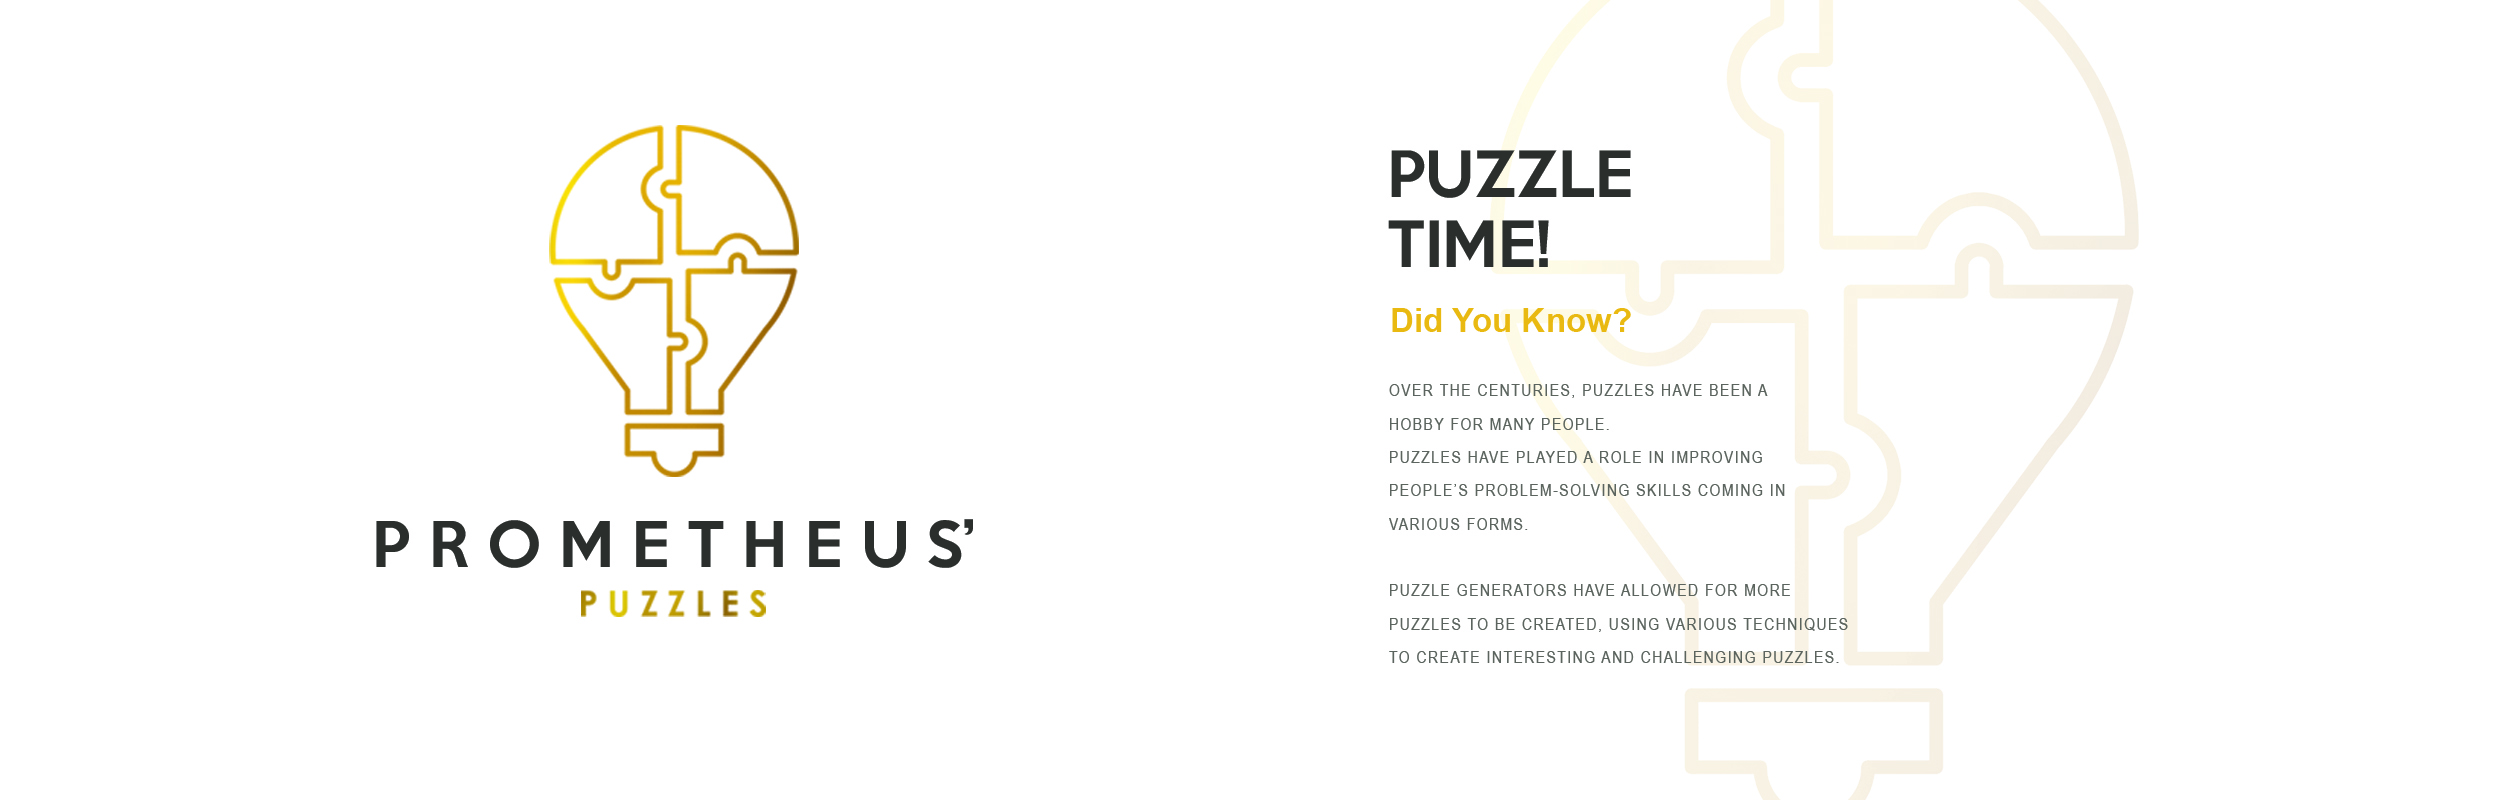 PROMETHEUS’
PUZZLES
PUZZLE
TIME!
Did You Know?
OVER THE CENTURIES, PUZZLES HAVE BEEN A
HOBBY FOR MANY PEOPLE.
PUZZLES HAVE PLAYED A ROLE IN IMPROVING
PEOPLE’S PROBLEM-SOLVING SKILLS COMING IN
VARIOUS FORMS.
PUZZLE GENERATORS HAVE ALLOWED FOR MORE
PUZZLES TO BE CREATED, USING VARIOUS TECHNIQUES
TO CREATE INTERESTING AND CHALLENGING PUZZLES.